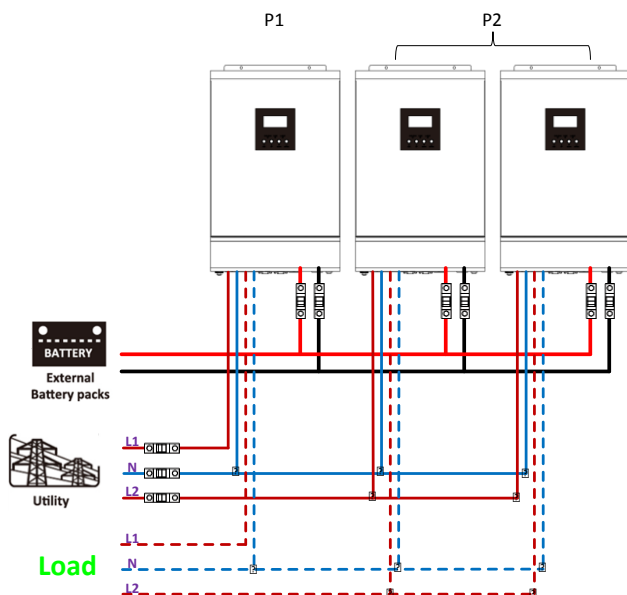 P1
P2
BATTERY
External
Battery packs
L1
N
L2
Utility
L1
Load
N
L2